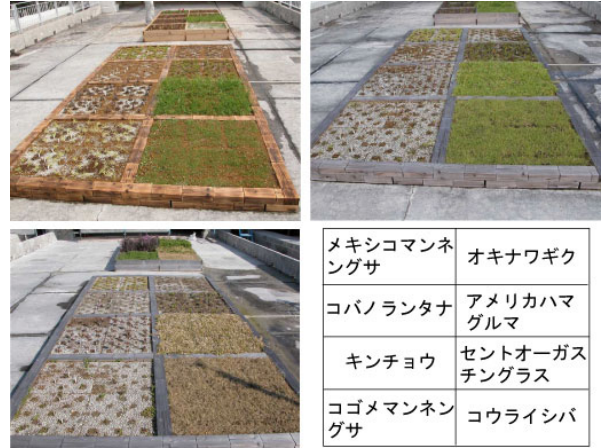 メキシコマンネ
ングサ
オキナワギク
コバノランタナ
アメリカハマ
グルマ
キンチョウ
セントオーガス
チングラス
コゴメマンネン
グサ
コウライシバ